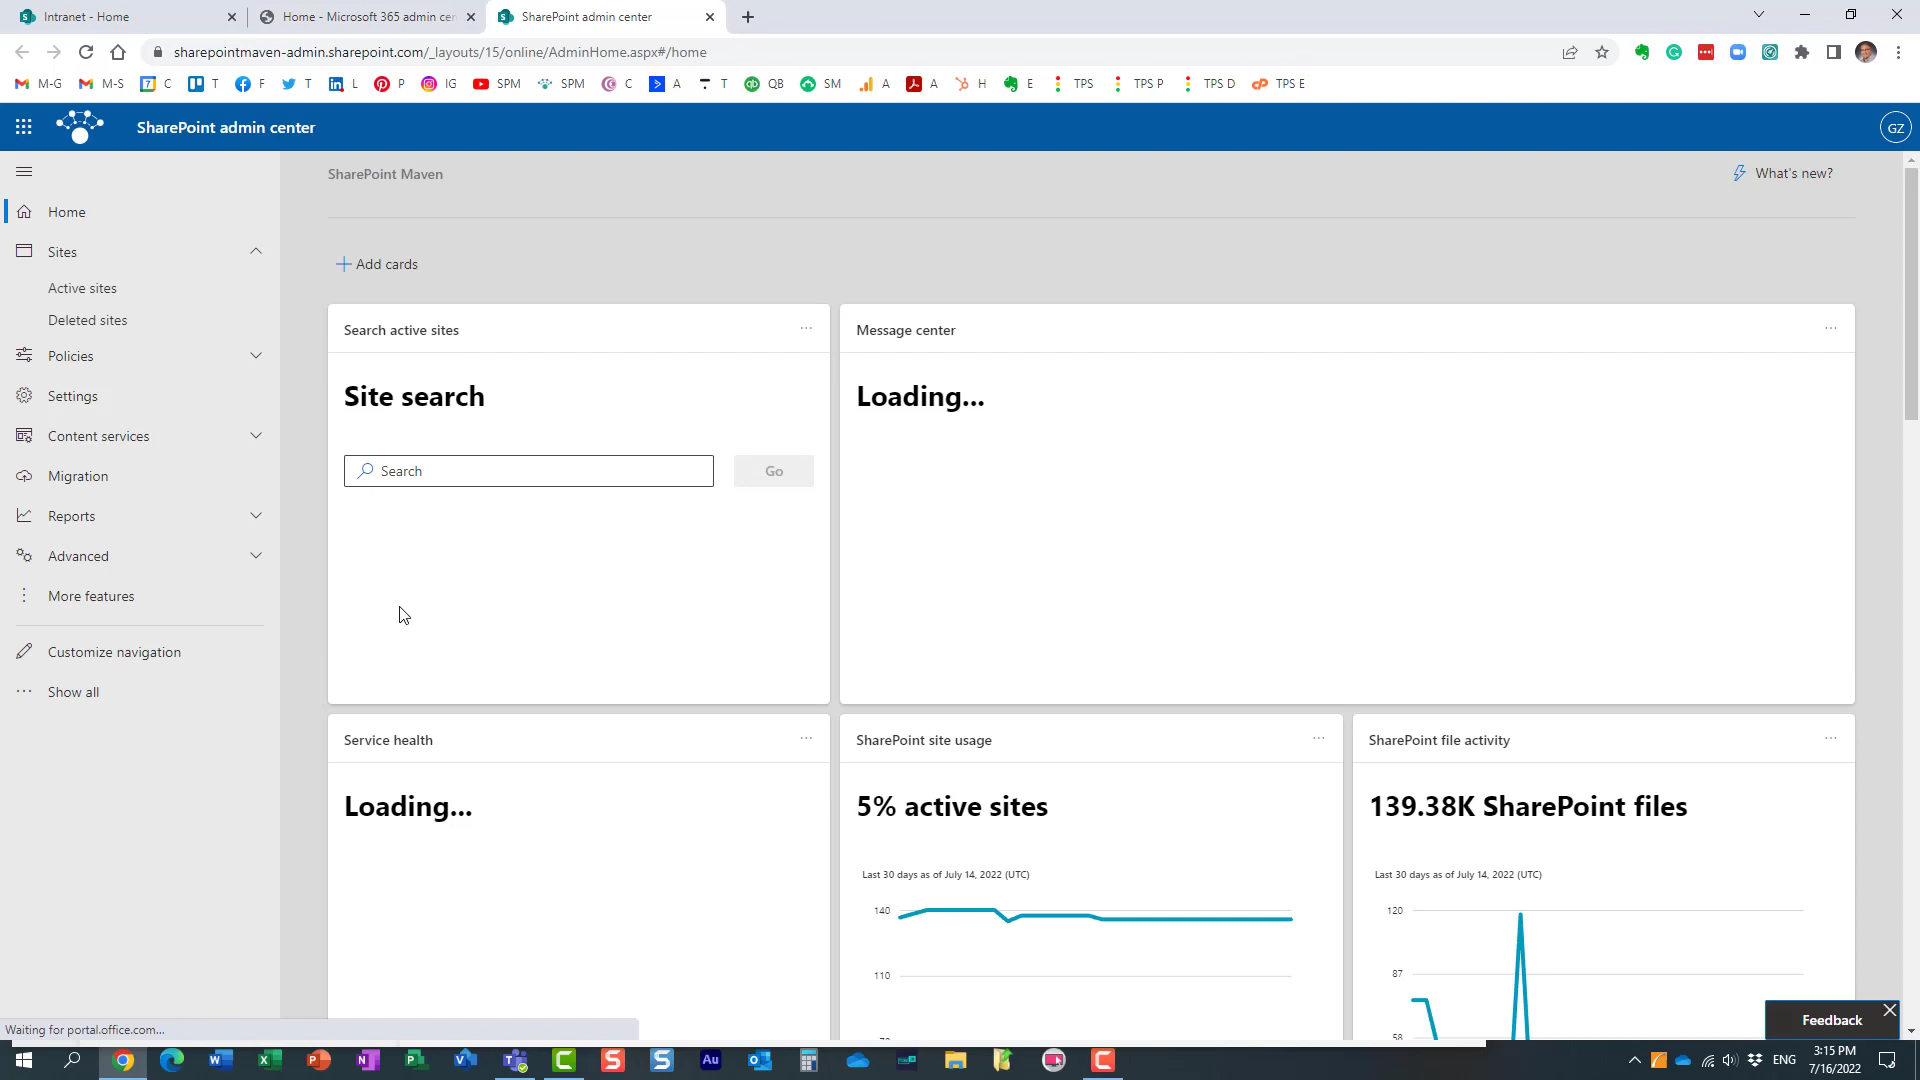 Intranet - Home
Home - Microsoft 365 admin cen
SharePoint admin center
sharepointmaven-admin.sharepoint.com/_layouts/15/online/AdminHome.aspx#/home
M-G M-S C T F T L P IG SPM SPM C A T QB SM A A H E TPS TPS P TPS D TPS E
SharePoint admin center
GZ
SharePoint Maven
What's new?
Home
Sites
Active sites
Deleted sites
Policies
Settings
Content services
Migration
Reports
Advanced
More features
Customize navigation
Show all
Add cards
Search active sites
Site search
Search
Go
Message center
Loading...
Service health
Loading...
SharePoint site usage
5% active sites
Last 30 days as of July 14, 2022 (UTC)
140
110
SharePoint file activity
139.38K SharePoint files
Last 30 days as of July 14, 2022 (UTC)
120
87
58
Feedback
Waiting for portal.office.com...
ENG
3:15 PM
7/16/2022